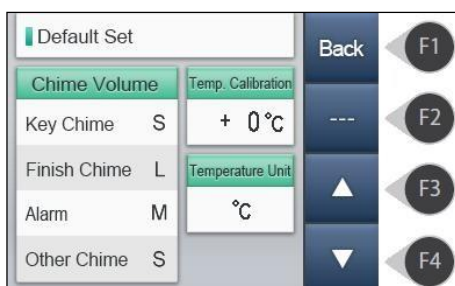 Default Set
Chime Volume
Key Chime S
Finish Chime L
Alarm M
Other Chime S
Temp. Calibration
+ 0℃
Temperature Unit
℃
Back
---
▲
▼
F1
F2
F3
F4